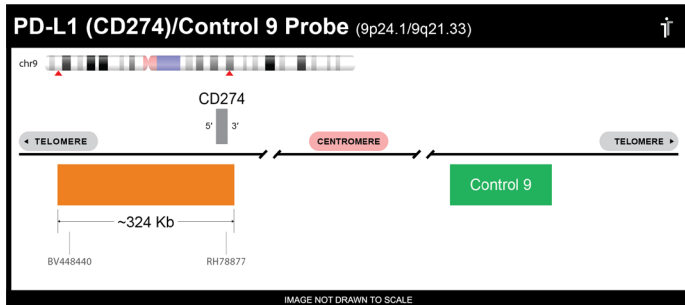 PD-L1 (CD274)/Control 9 Probe (9p24.1/9q21.33)
chr9
CD274
5' 3'
TELOMERE
CENTROMERE
TELOMERE
Control 9
~324 Kb
BV448440
RH78877
IMAGE NOT DRAWN TO SCALE